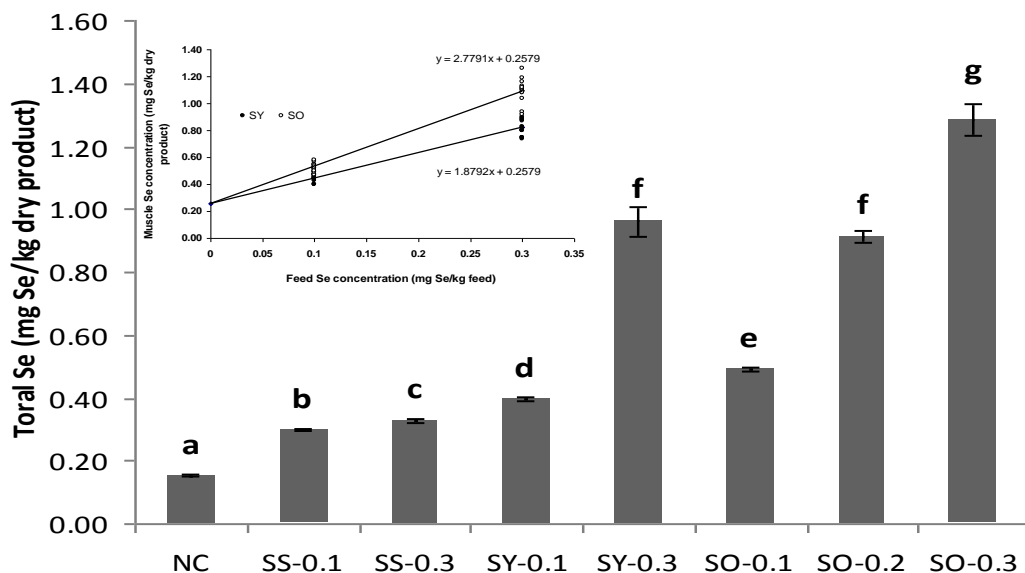 Toral Se (mg Se/kg dry product)
1.60
1.40
1.20
1.00
0.80
0.60
0.40
0.20
0.00
a
b
c
d
f
e
f
g
NC SS-0.1 SS-0.3 SY-0.1 SY-0.3 SO-0.1 SO-0.2 SO-0.3
Muscle Se concentration (mg Se/kg dry
product)
1.40
1.20
1.00
0.80
0.60
0.40
0.20
0.00
y = 2.7791x + 0.2579
SY SO
y = 1.8792x + 0.2579
0 0.05 0.1 0.15 0.2 0.25 0.3 0.35
Feed Se concentration (mg Se/kg feed)